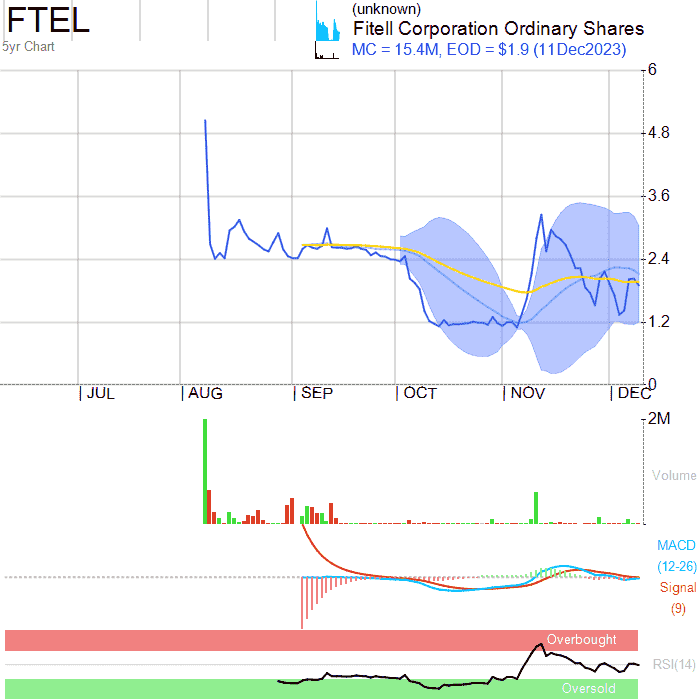 FTEL
5yr Chart
(unknown)
Fitell Corporation Ordinary Shares
MC = 15.4M, EOD = $1.9 (11Dec2023)
6
4.8
3.6
2.4
1.2
0
JUL
AUG
SEP
OCT
NOV
DEC
2M
Volume
MACD
(12-26)
Signal
(9)
Overbought
RSI(14)
Oversold